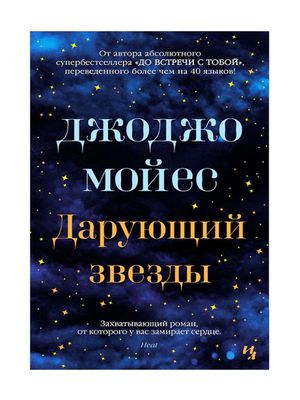 От автора абсолютного
супербестселлера «ДО ВСТРЕЧИ С ТОБОЙ»,
переведенного более чем на 40 языков!
ДЖОДЖО
МОЙЕС
Дарующий
звезды
Захватывающий роман,
от которого у вас замирает сердце.
Heat